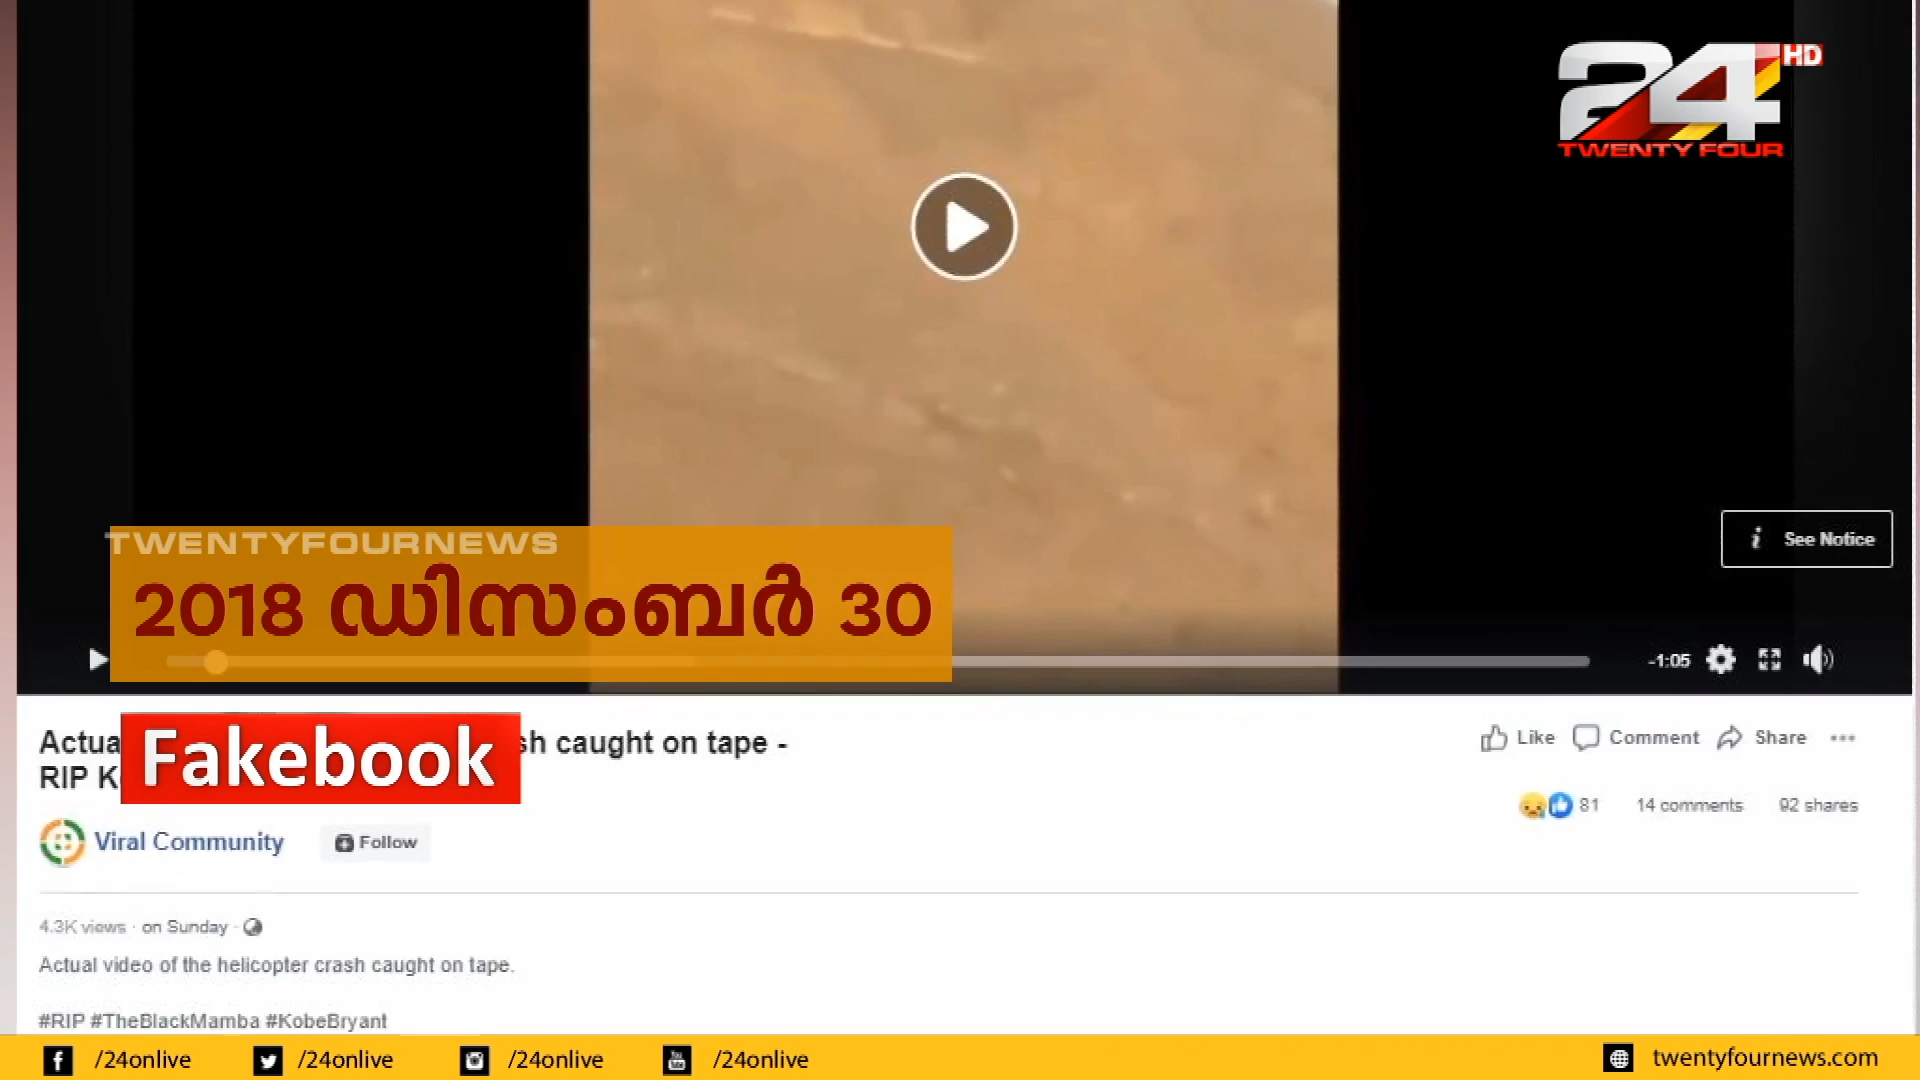 24 HD
TWENTY FOUR
See Notice
TWENTYFOURNEWS
2018 ഡിസംബർ 30
-1:05
Actua Fakebook sh caught on tape -
RIP K
Like Comment Share
81 14 comments 92 shares
Viral Community Follow
4.3K views · on Sunday ·
Actual video of the helicopter crash caught on tape.
#RIP #TheBlackMamba #KobeBryant
/24onlive /24onlive /24onlive /24onlive twentyfournews.com